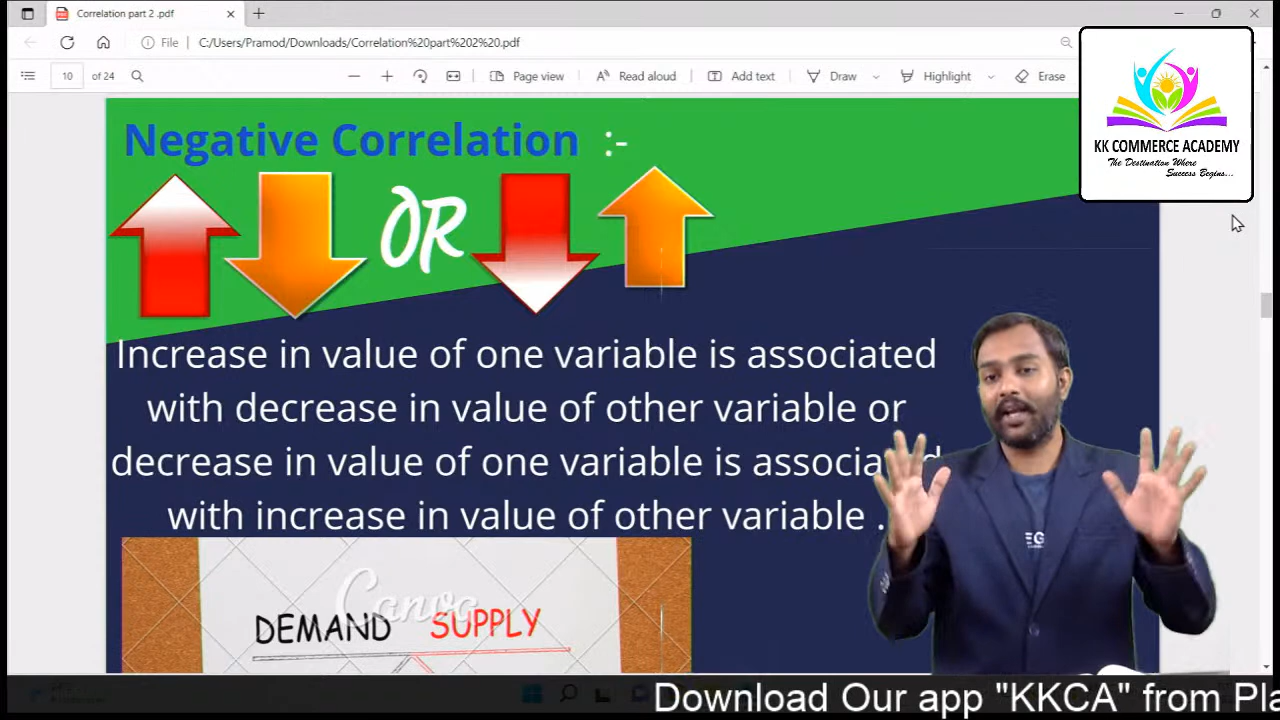 Correlation part 2 .pdf
File
C:/Users/Pramod/Downloads/Correlation%20part%202%20.pdf
10 of 24
Page view
Read aloud
Add text
Draw
Highlight
Erase
KK COMMERCE ACADEMY
The Destination Where
Success Begins...
Negative Correlation :-
OR
Increase in value of one variable is associated
with decrease in value of other variable or
decrease in value of one variable is associated
with increase in value of other variable .
Canva
DEMAND SUPPLY
EG
Download Our app "KKCA" from Pla